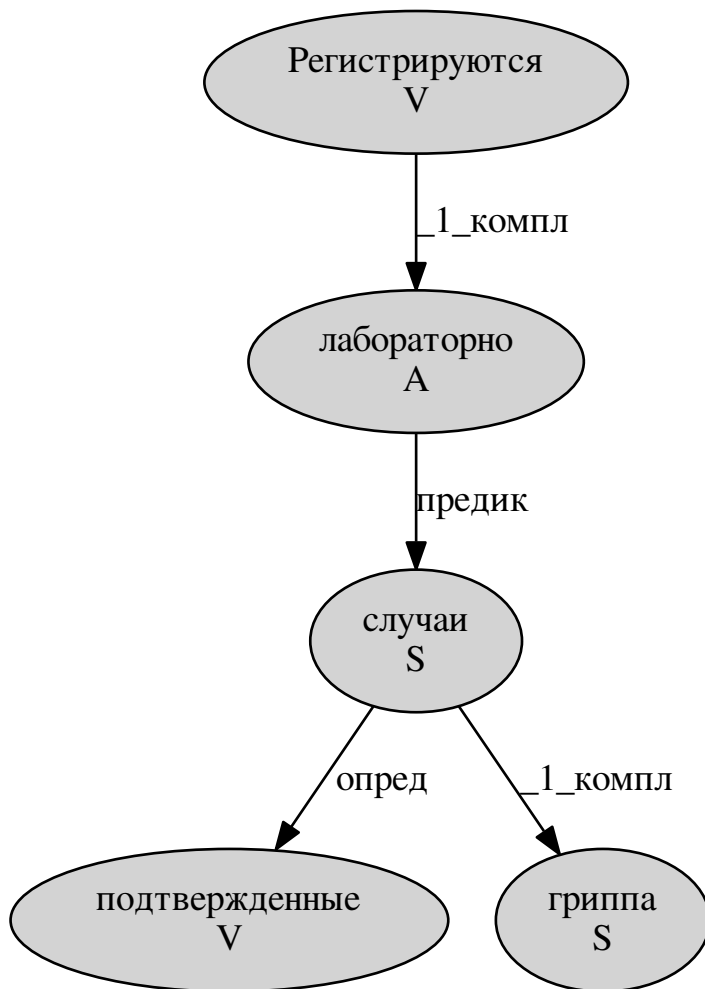 Регистрируются
V
_1_компл
лабораторно
A
предик
случаи
S
опред
_1_компл
подтвержденные
V
гриппа
S